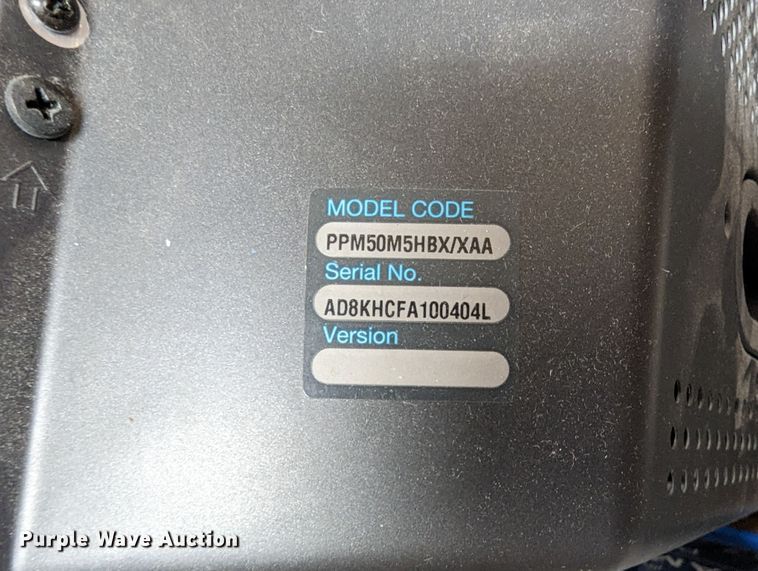 MODEL CODE
PPM50M5HBX/XAA
Serial No.
AD8KHCFA100404L
Version
Purple Wave Auction